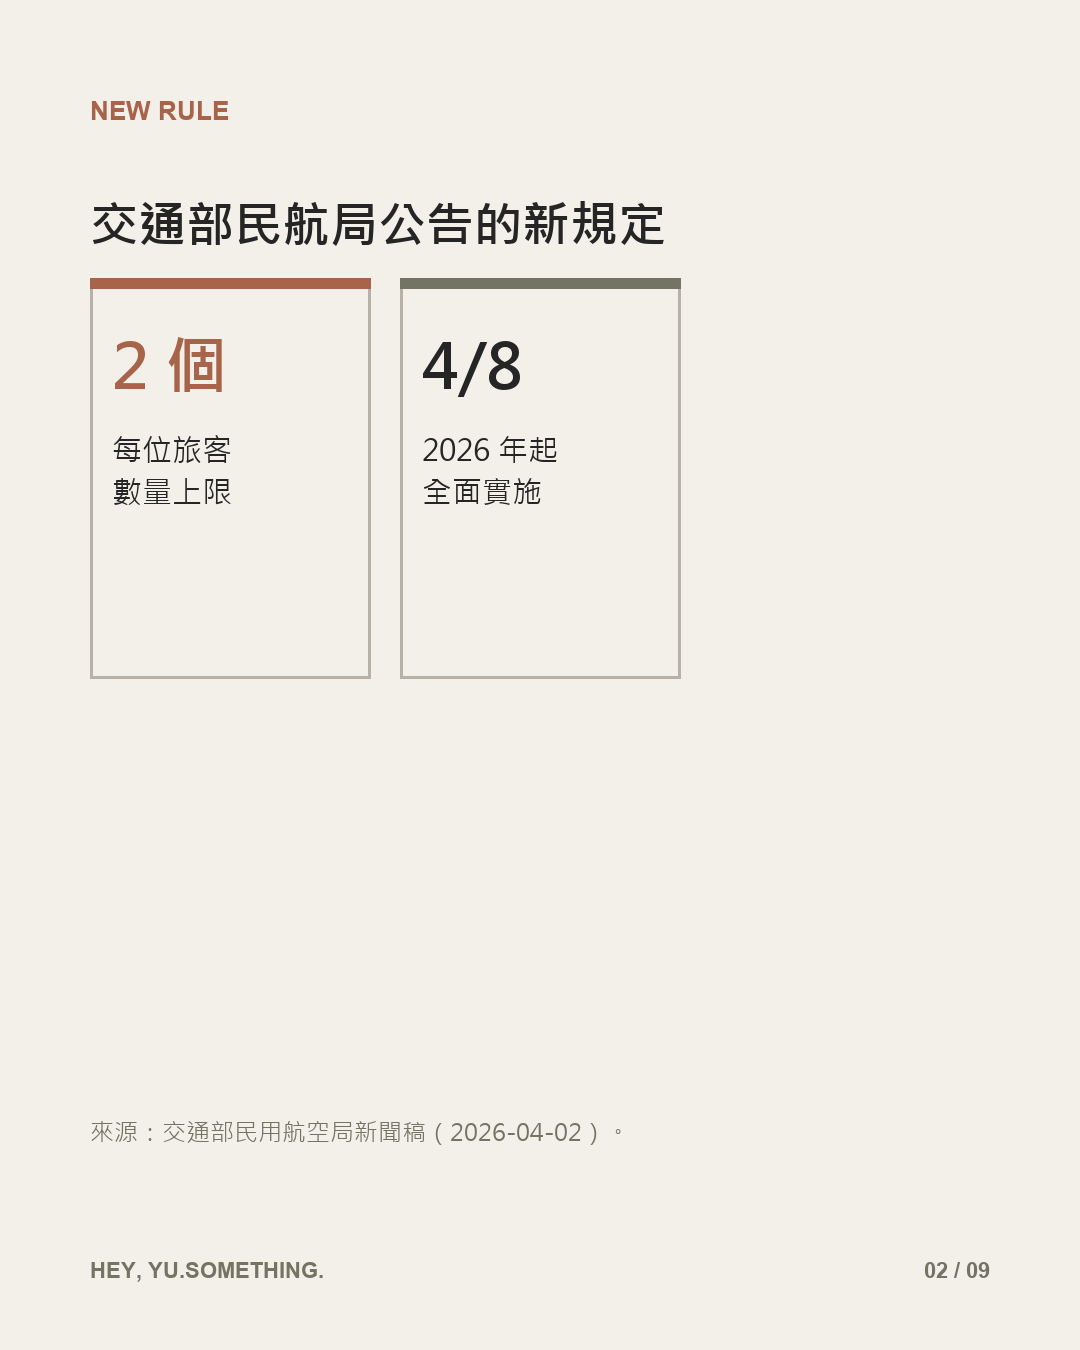 NEW RULE
交通部民航局公告的新規定
2 個
每位旅客
數量上限
4/8
2026 年起
全面實施
來源：交通部民用航空局新聞稿（2026-04-02）。
HEY, YU.SOMETHING.
02 / 09